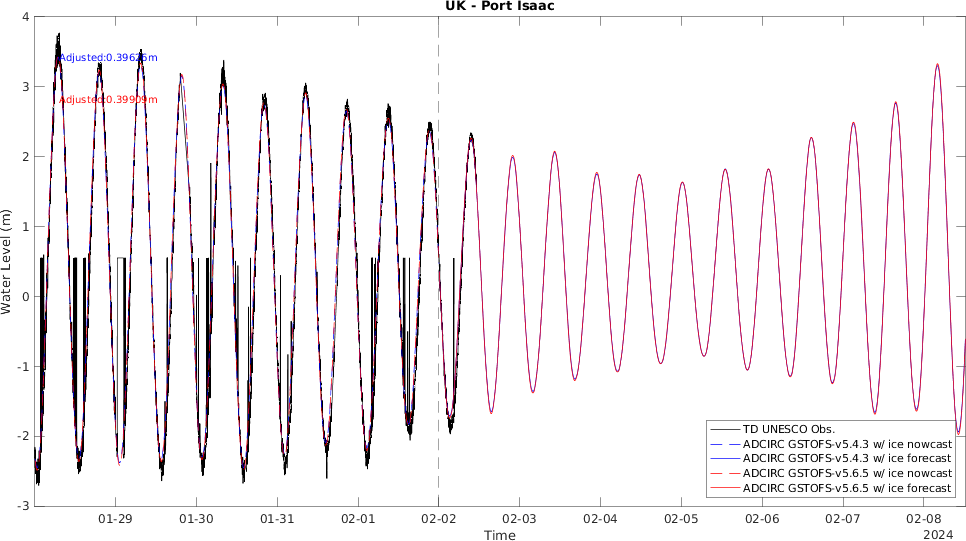 UK - Port Isaac
4
3
2
1
0
-1
-2
-3
Water Level (m)
Adjusted:0.39625m
Adjusted:0.39909m
TD UNESCO Obs.
ADCIRC GSTOFS-v5.4.3 w/ ice nowcast
ADCIRC GSTOFS-v5.4.3 w/ ice forecast
ADCIRC GSTOFS-v5.6.5 w/ ice nowcast
ADCIRC GSTOFS-v5.6.5 w/ ice forecast
01-29 01-30 01-31 02-01 02-02 02-03 02-04 02-05 02-06 02-07 02-08
Time 2024